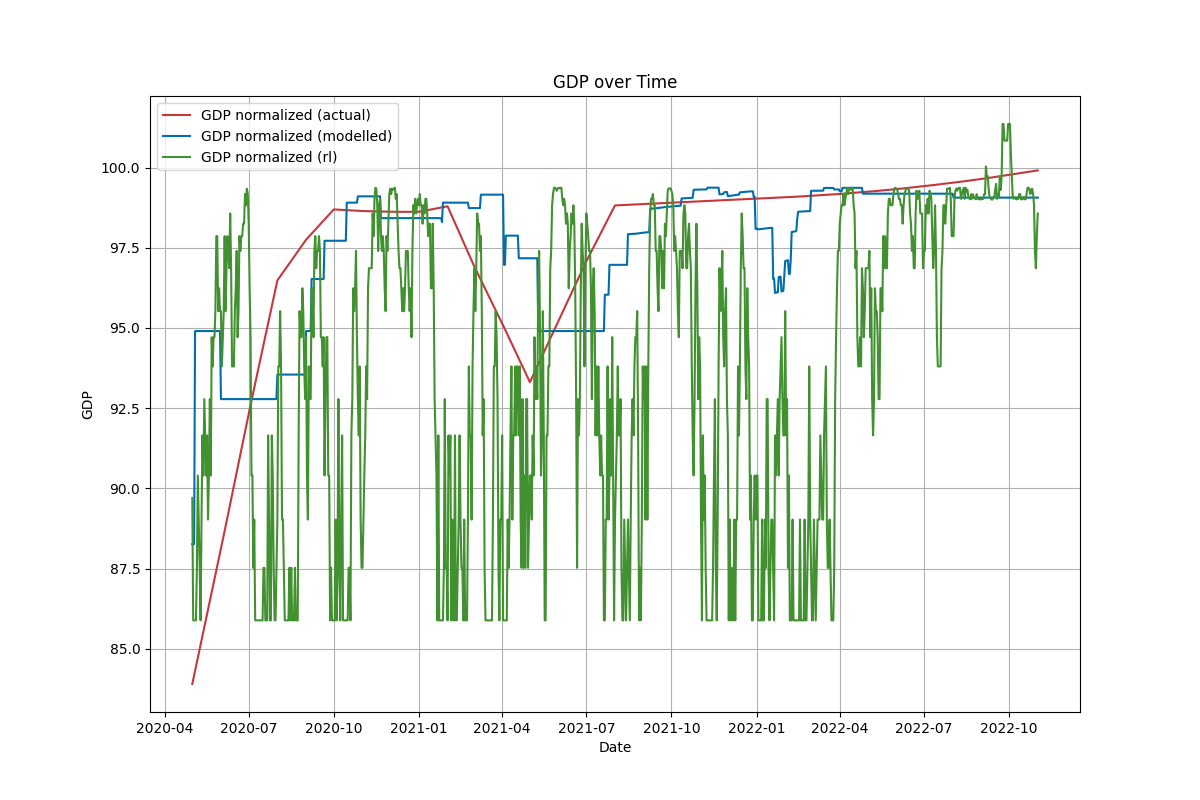 GDP over Time
GDP normalized (actual)
GDP normalized (modelled)
GDP normalized (rl)
100.0
97.5
95.0
92.5
90.0
87.5
85.0
GDP
2020-04 2020-07 2020-10 2021-01 2021-04 2021-07 2021-10 2022-01 2022-04 2022-07 2022-10
Date